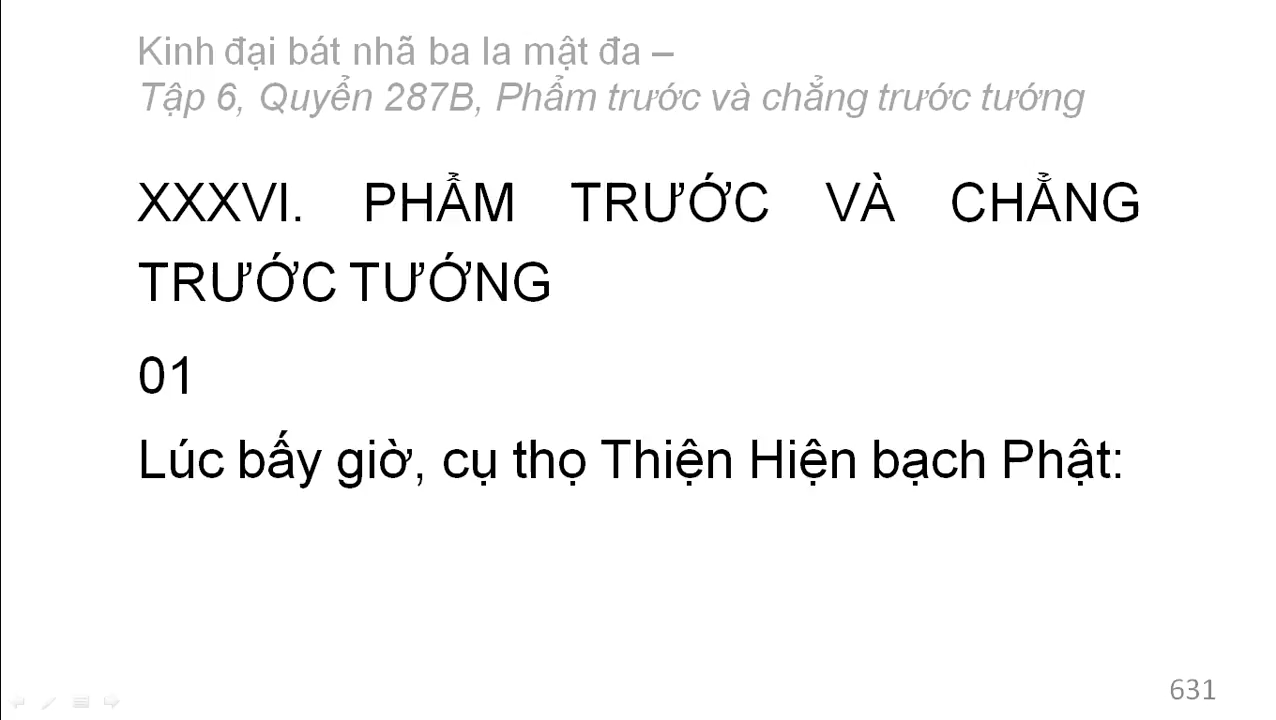 Kinh đại bát nhã ba la mật đa –
Tập 6, Quyển 287B, Phẩm trước và chẳng trước tướng
XXXVI. PHẨM TRƯỚC VÀ CHẲNG
TRƯỚC TƯỚNG
01
Lúc bấy giờ, cụ thọ Thiện Hiện bạch Phật:
631